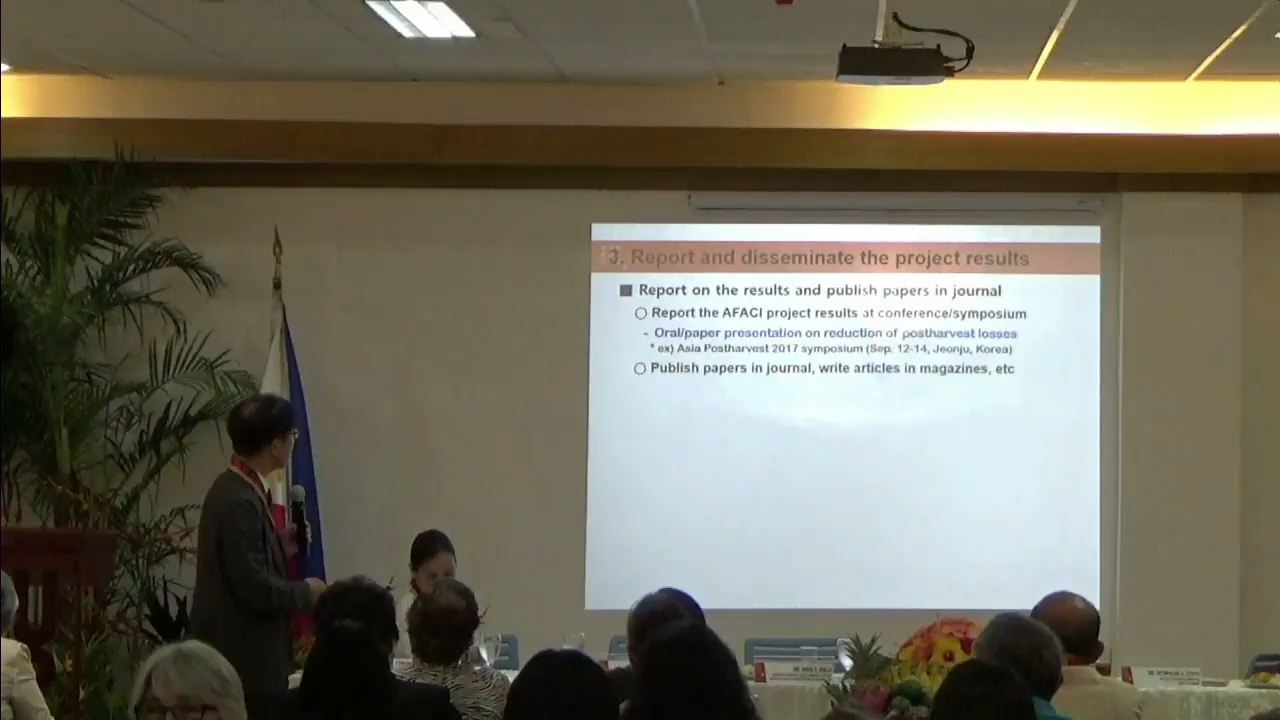 3. Report and disseminate the project results
Report on the results and publish papers in journal
Report the AFACI project results at conference/symposium
- Oral/paper presentation on reduction of postharvest losses
* ex) Asia Postharvest 2017 symposium (Sep. 12-14, Jeonju, Korea)
Publish papers in journal, write articles in magazines, etc